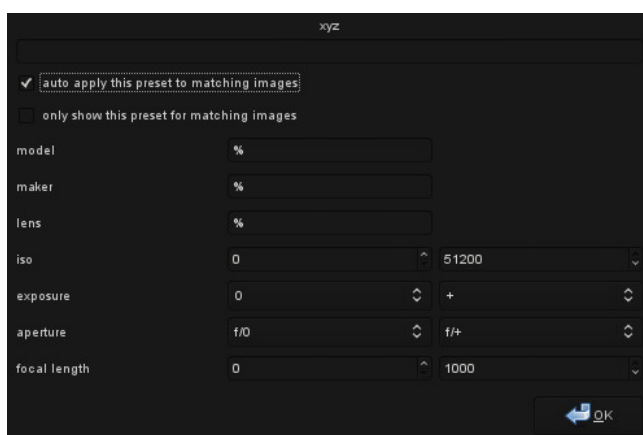 xyz
auto apply this preset to matching images
only show this preset for matching images
model %
maker %
lens %
iso 0 51200
exposure 0 +
aperture f/0 f/+
focal length 0 1000
OK